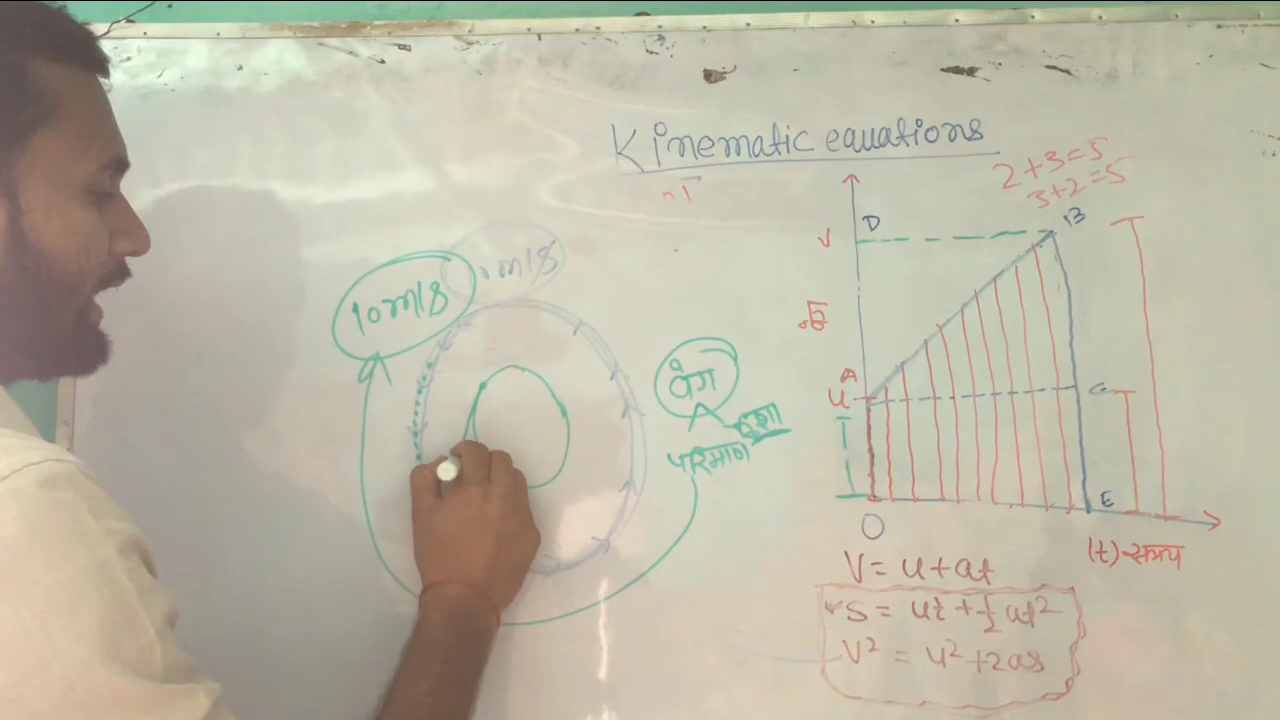 Kinematic equations
2+3=5
3+2=5
10m/s
m/s
वेग
दिशा
परिमाण
v
D
B
वेग
A
u
C
E
O
(t) समय
V = u+at
S = ut + 1/2 at²
V² = u²+2as